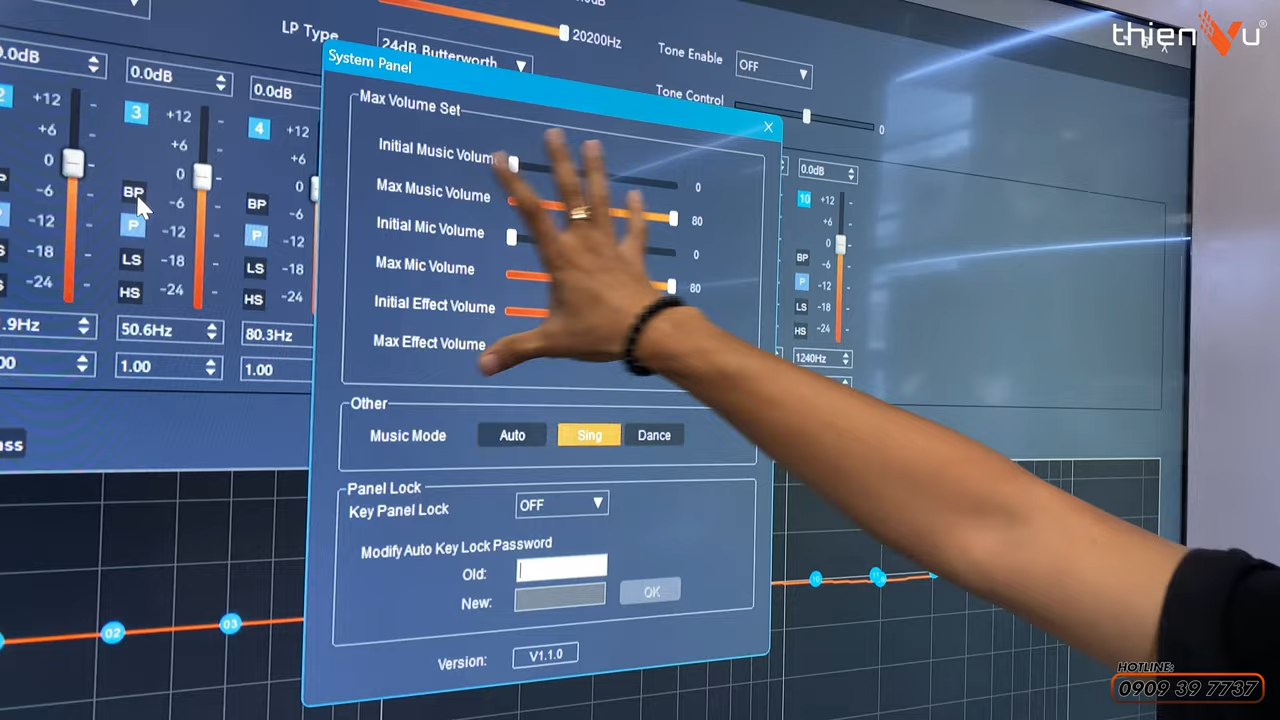 thienVu®
20200Hz
LP Type
24dB Butterworth
Tone Enable
OFF
Tone Control
0
0.0dB
0.0dB
0.0dB
0.0dB
System Panel
Max Volume Set
Initial Music Volum
0
Max Music Volume
80
Initial Mic Volume
0
Max Mic Volume
80
Initial Effect Volume
Max Effect Volume
Other
Music Mode
Auto
Sing
Dance
Panel Lock
Key Panel Lock
OFF
Modify Auto Key Lock Password
Old:
New:
OK
Version:
V1.1.0
2
+12
+6
0
-6
-12
-18
-24
.9Hz
3
+12
+6
0
-6
-12
-18
-24
BP
P
LS
HS
50.6Hz
1.00
4
+12
+6
0
-6
-12
-18
-24
BP
P
LS
HS
80.3Hz
1.00
10
+12
+6
0
-6
-12
-18
-24
BP
P
LS
HS
1240Hz
02
03
10
11
HOTLINE:
0909 39 7737